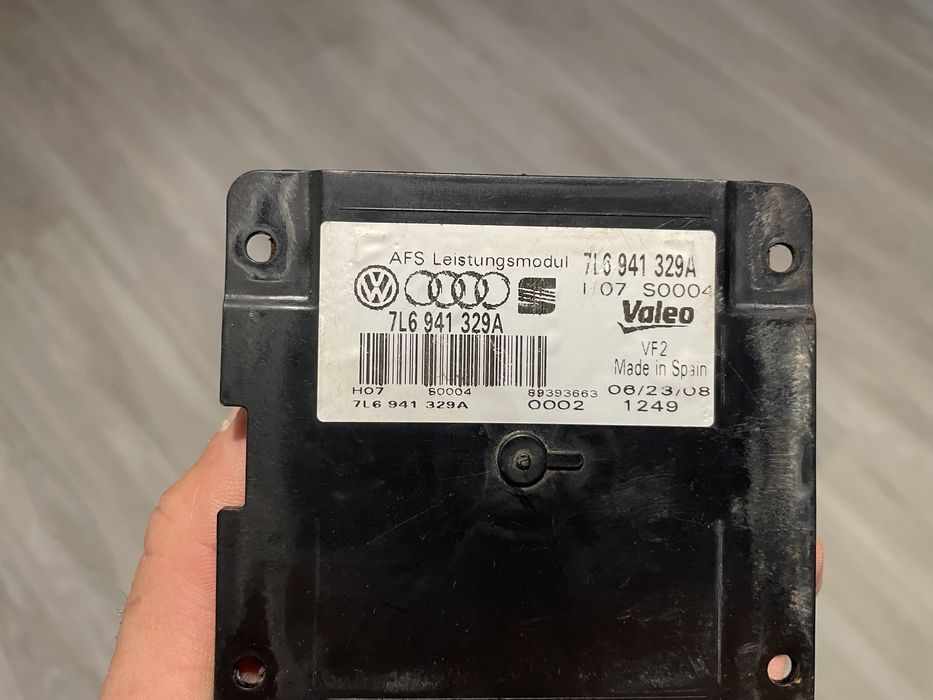 AFS Leistungsmodul 7L6 941 329A
H07 S0004
7L6 941 329A
Valeo
VF2
Made in Spain
H07 S0004 89393663 06/23/08
7L6 941 329A 0002 1249